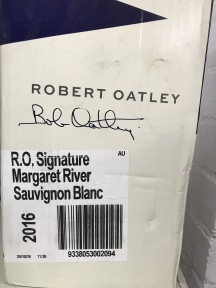 ROBERT OATLEY
Bob Oatley.
R.O. Signature AU
Margaret River
Sauvignon Blanc
2016
9338053002094